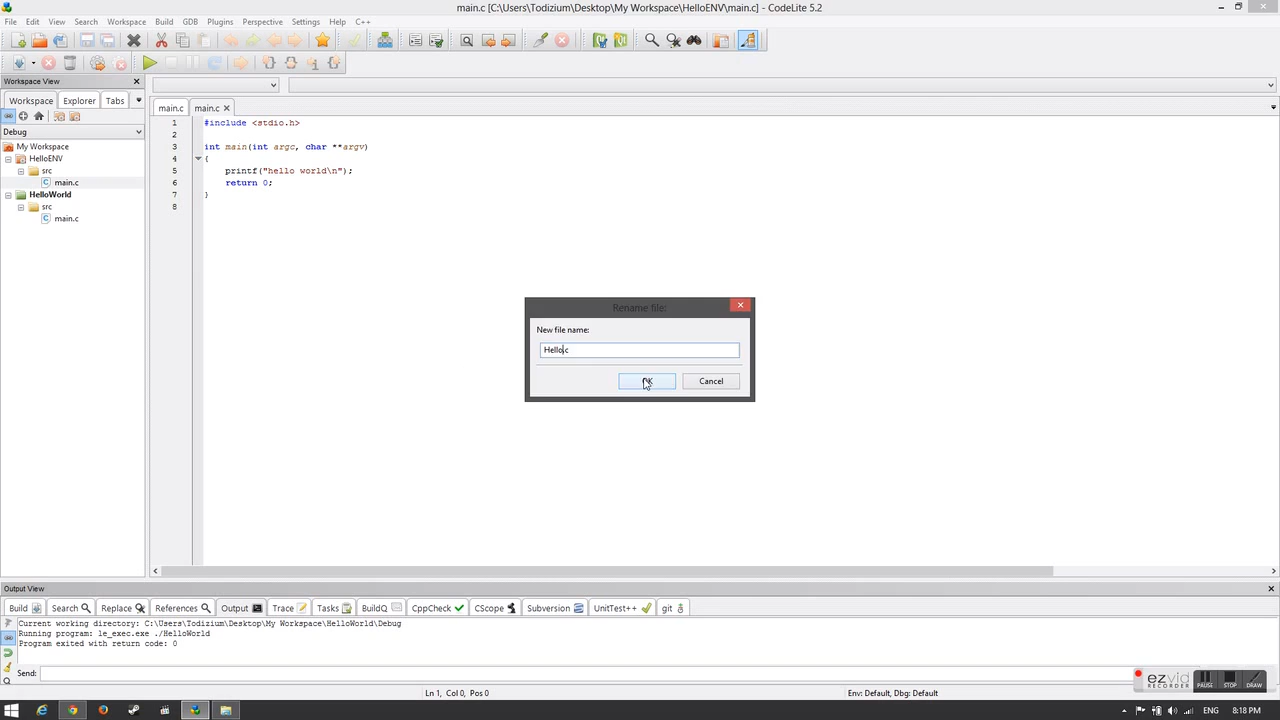 main.c [C:\Users\Todizium\Desktop\My Workspace\HelloENV\main.c] - CodeLite 5.2
File Edit View Search Workspace Build GDB Plugins Perspective Settings Help C++
Workspace View
Workspace Explorer Tabs
Debug
My Workspace
HelloENV
src
main.c
HelloWorld
src
main.c
main.c main.c
1 #include <stdio.h>
2
3 int main(int argc, char **argv)
4 {
5 printf("hello world\n");
6 return 0;
7 }
8
Rename file:
New file name:
Hello.c
OK Cancel
Output View
Build Search Replace References Output Trace Tasks BuildQ CppCheck CScope Subversion UnitTest++ git
Current working directory: C:\Users\Todizium\Desktop\My Workspace\HelloWorld\Debug
Running program: le_exec.exe ./HelloWorld
Program exited with return code: 0
Send:
Ln 1, Col 0, Pos 0 Env: Default, Dbg: Default
ezvid RECORDER PAUSE STOP DRAW
ENG 8:18 PM